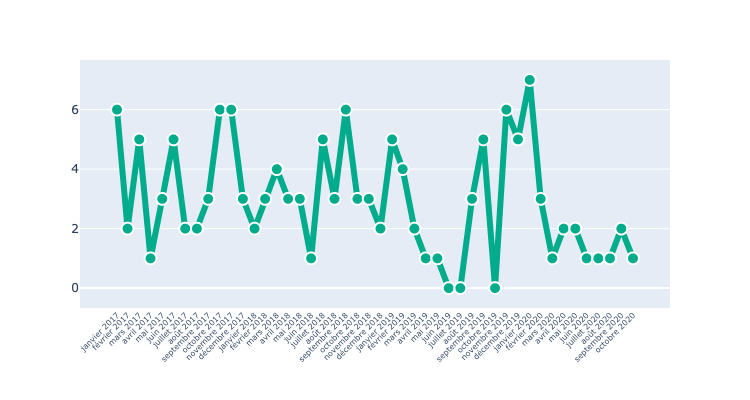 6
4
2
0
janvier 2017
février 2017
mars 2017
avril 2017
mai 2017
juin 2017
juillet 2017
août 2017
septembre 2017
octobre 2017
novembre 2017
décembre 2017
janvier 2018
février 2018
mars 2018
avril 2018
mai 2018
juin 2018
juillet 2018
août 2018
septembre 2018
octobre 2018
novembre 2018
décembre 2018
janvier 2019
février 2019
mars 2019
avril 2019
mai 2019
juin 2019
juillet 2019
août 2019
septembre 2019
octobre 2019
novembre 2019
décembre 2019
janvier 2020
février 2020
mars 2020
avril 2020
mai 2020
juin 2020
juillet 2020
août 2020
septembre 2020
octobre 2020